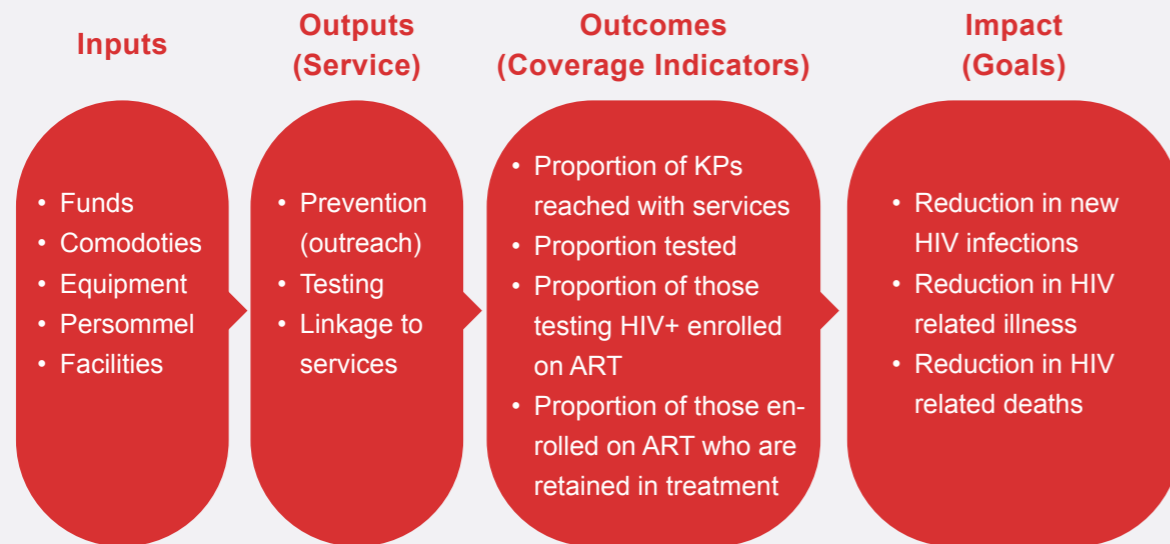 Inputs
• Funds
• Comodoties
• Equipment
• Persommel
• Facilities
Outputs
(Service)
• Prevention
(outreach)
• Testing
• Linkage to
services
Outcomes
(Coverage Indicators)
• Proportion of KPs
reached with services
• Proportion tested
• Proportion of those
testing HIV+ enrolled
on ART
• Proportion of those en-
rolled on ART who are
retained in treatment
Impact
(Goals)
• Reduction in new
HIV infections
• Reduction in HIV
related illness
• Reduction in HIV
related deaths